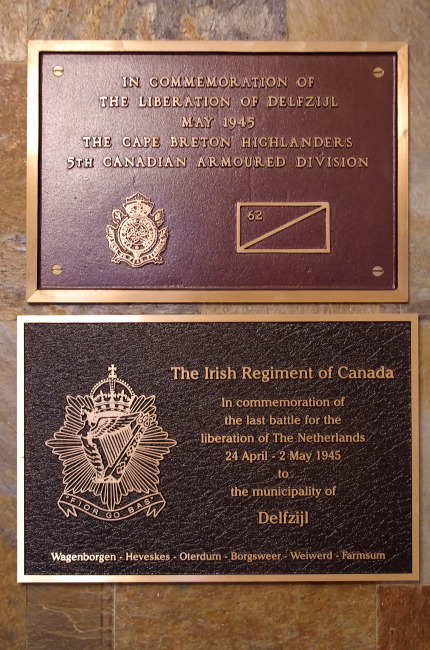 IN COMMEMORATION OF
THE LIBERATION OF DELFZIJL
MAY 1945
THE CAPE BRETON HIGHLANDERS
5TH CANADIAN ARMOURED DIVISION
62
The Irish Regiment of Canada
In commemoration of
the last battle for the
liberation of The Netherlands
24 April - 2 May 1945
to
the municipality of
Delfzijl
FOR GO BAS
Wagenborgen - Heveskes - Oterdum - Borgsweer - Weiwerd - Farmsum